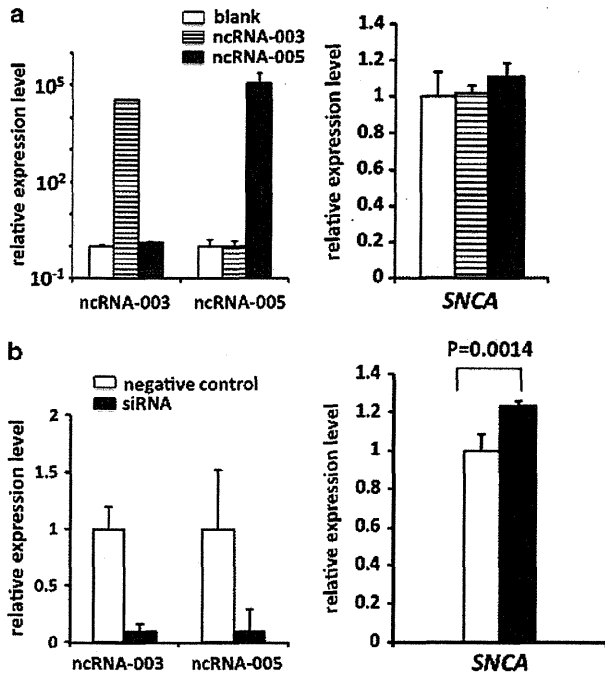 a
blank
ncRNA-003
ncRNA-005
relative expression level
10^5
10^2
10^-1
ncRNA-003 ncRNA-005
relative expression level
1.4
1.2
1
0.8
0.6
0.4
0.2
0
SNCA
b
negative control
siRNA
relative expression level
2
1.5
1
0.5
0
ncRNA-003 ncRNA-005
P=0.0014
relative expression level
1.4
1.2
1
0.8
0.6
0.4
0.2
0
SNCA